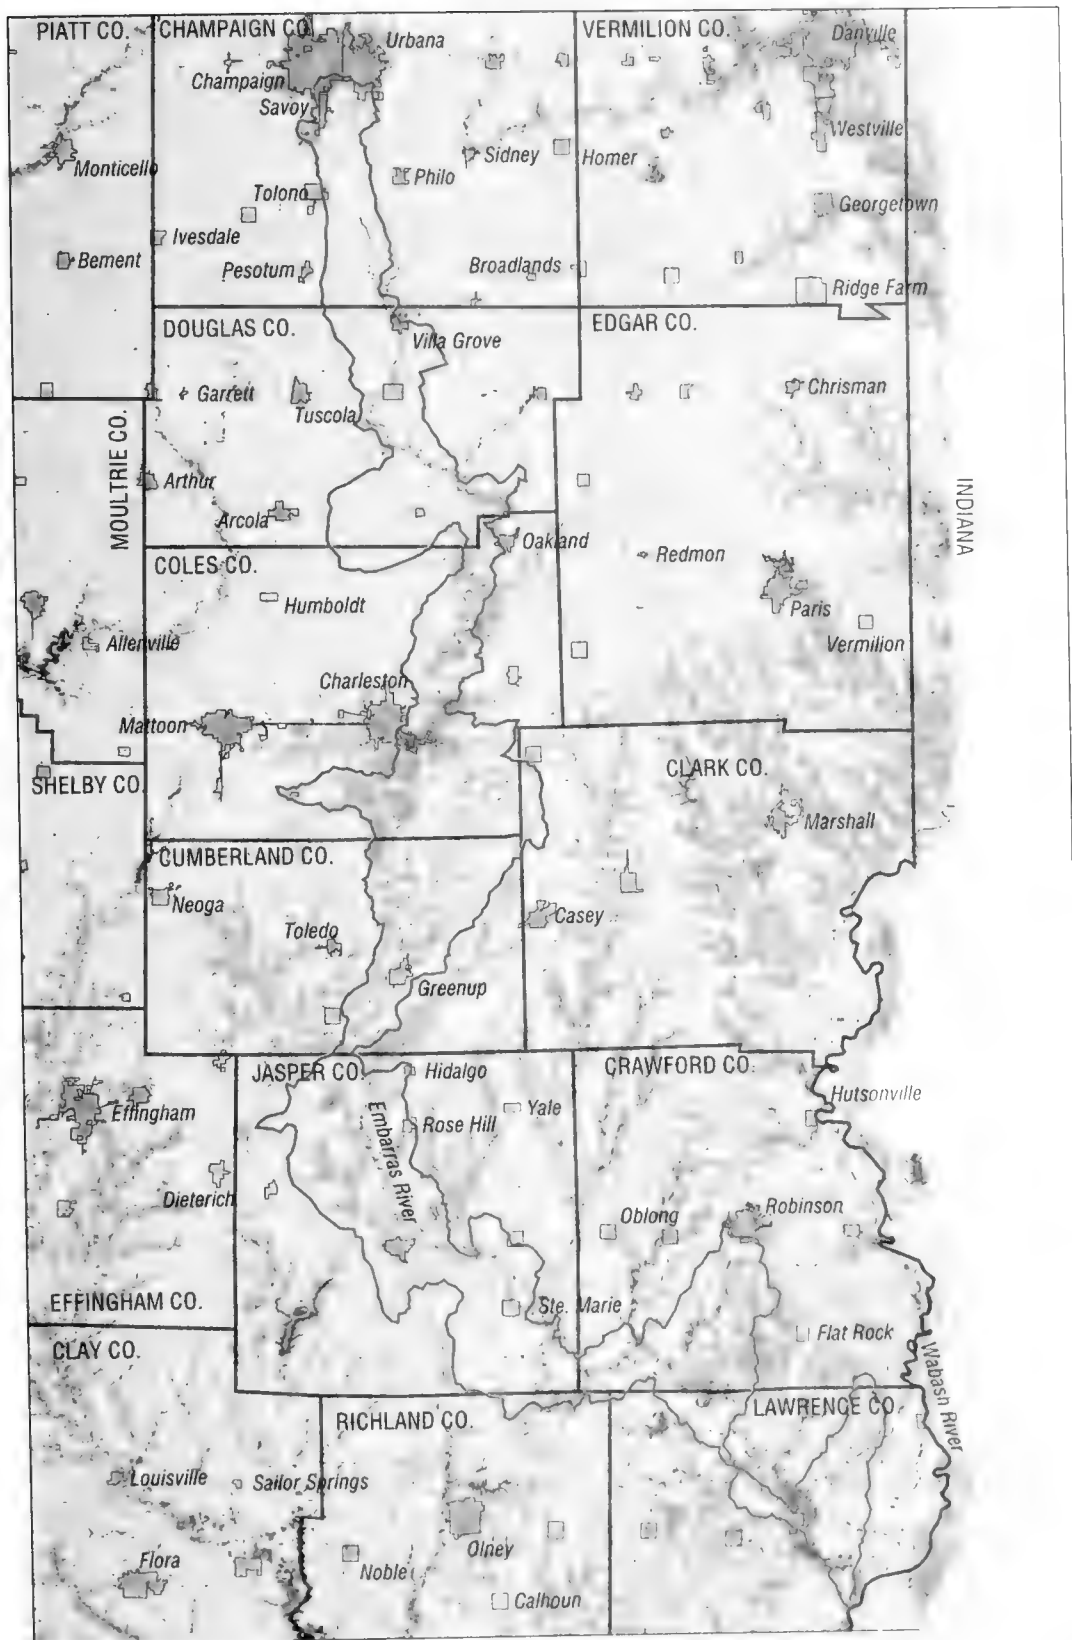 PIATT CO.
CHAMPAIGN CO.
VERMILION CO.
Urbana
Danville
Champaign
Savoy
Westville
Monticello
Sidney
Homer
Philo
Tolono
Georgetown
Ivesdale
Bement
Pesotum
Broadlands
Ridge Farm
DOUGLAS CO.
EDGAR CO.
Villa Grove
Garrett
Chrisman
Tuscola
MOULTRIE CO.
Arthur
Arcola
INDIANA
Oakland
Redmon
COLES CO.
Humboldt
Paris
Allenville
Vermilion
Charleston
Mattoon
CLARK CO.
SHELBY CO.
Marshall
CUMBERLAND CO.
Neoga
Casey
Toledo
Greenup
JASPER CO.
Hidalgo
CRAWFORD CO.
Hutsonville
Effingham
Embarras River
Rose Hill
Yale
Dieterich
Oblong
Robinson
EFFINGHAM CO.
Ste. Marie
Flat Rock
CLAY CO.
Wabash River
RICHLAND CO.
LAWRENCE CO.
Louisville
Sailor Springs
Olney
Flora
Noble
Calhoun